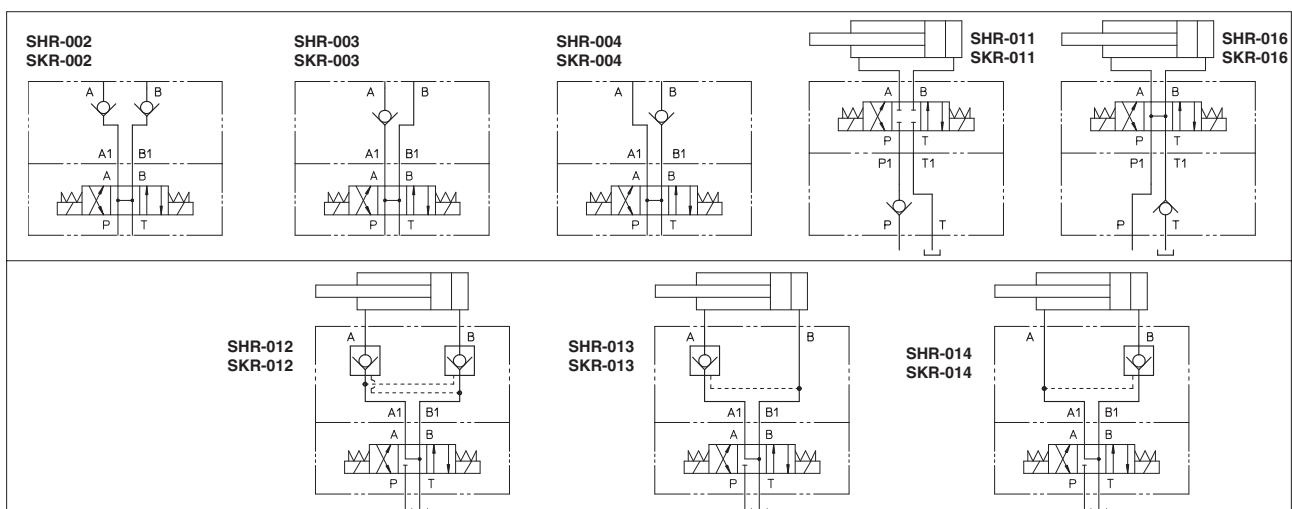 SHR-002
SKR-002
A B
A1 B1
A B
P T
SHR-003
SKR-003
A B
A1 B1
A B
P T
SHR-004
SKR-004
A B
A1 B1
A B
P T
SHR-011
SKR-011
A B
P T
P1 T1
P T
SHR-016
SKR-016
A B
P T
P1 T1
P T
SHR-012
SKR-012
A B
A1 B1
A B
P T
SHR-013
SKR-013
A B
A1 B1
A B
P T
SHR-014
SKR-014
A B
A1 B1
A B
P T